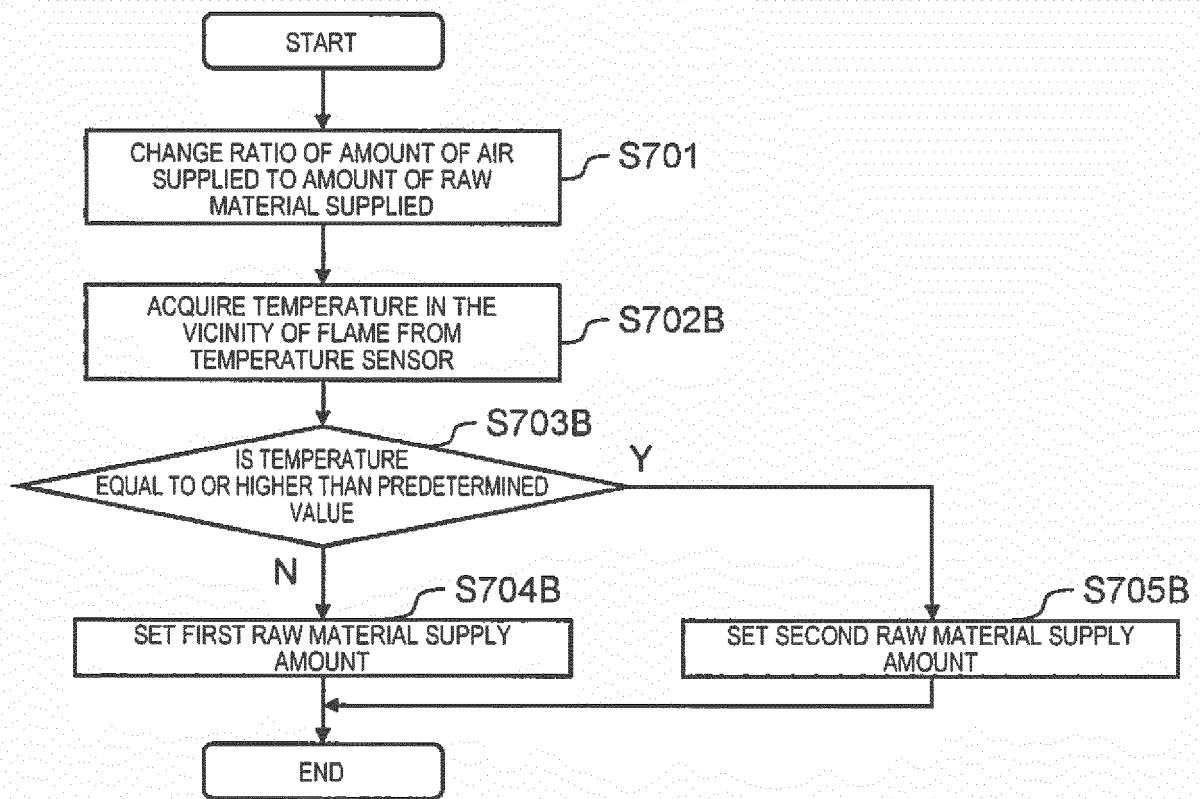 START
CHANGE RATIO OF AMOUNT OF AIR
SUPPLIED TO AMOUNT OF RAW
MATERIAL SUPPLIED
S701
ACQUIRE TEMPERATURE IN THE
VICINITY OF FLAME FROM
TEMPERATURE SENSOR
S702B
S703B
IS TEMPERATURE
EQUAL TO OR HIGHER THAN PREDETERMINED
VALUE
Y
N
S704B
SET FIRST RAW MATERIAL SUPPLY
AMOUNT
S705B
SET SECOND RAW MATERIAL SUPPLY
AMOUNT
END